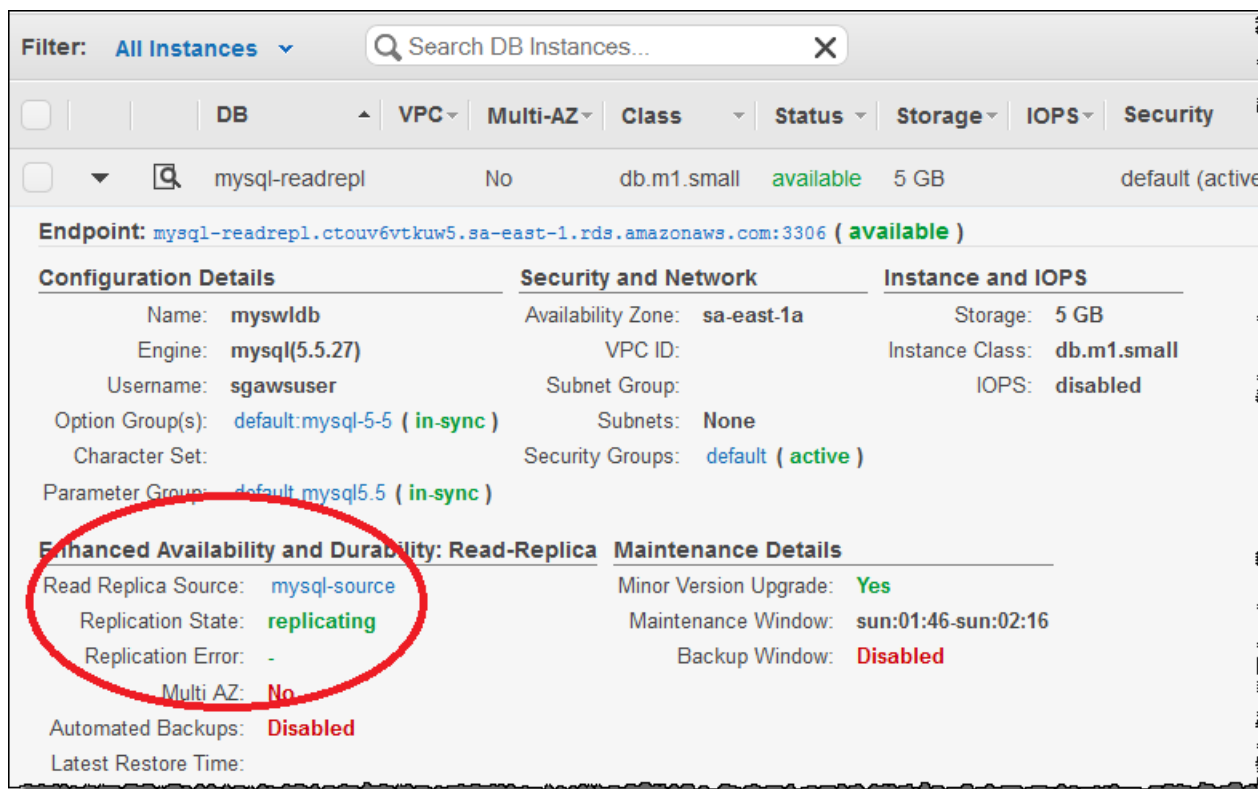 Filter: All Instances Search DB Instances...
DB VPC Multi-AZ Class Status Storage IOPS Security
mysql-readrepl No db.m1.small available 5 GB default (active
Endpoint: mysql-readrepl.ctouv6vtkuw5.sa-east-1.rds.amazonaws.com:3306 ( available )
Configuration Details Security and Network Instance and IOPS
Name: myswldb Availability Zone: sa-east-1a Storage: 5 GB
Engine: mysql(5.5.27) VPC ID: Instance Class: db.m1.small
Username: sgawsuser Subnet Group: IOPS: disabled
Option Group(s): default:mysql-5-5 ( in-sync ) Subnets: None
Character Set: Security Groups: default ( active )
Parameter Group: default.mysql5.5 ( in-sync )
Enhanced Availability and Durability: Read-Replica Maintenance Details
Read Replica Source: mysql-source Minor Version Upgrade: Yes
Replication State: replicating Maintenance Window: sun:01:46-sun:02:16
Replication Error: - Backup Window: Disabled
Multi AZ: No
Automated Backups: Disabled
Latest Restore Time: